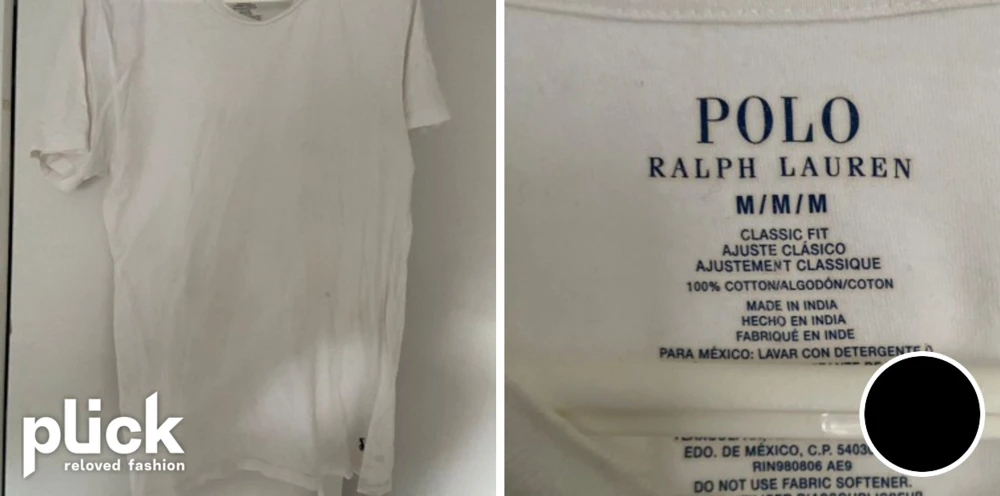 plick
reloved fashion
POLO
RALPH LAUREN
M/M/M
CLASSIC FIT
AJUSTE CLÁSICO
AJUSTEMENT CLASSIQUE
100% COTTON/ALGODÓN/COTON
MADE IN INDIA
HECHO EN INDIA
FABRIQUÉ EN INDE
PARA MÉXICO: LAVAR CON DETERGENTE
EDO. DE MÉXICO, C.P.
RIN980806 AE9
DO NOT USE FABRIC SOFTENER.